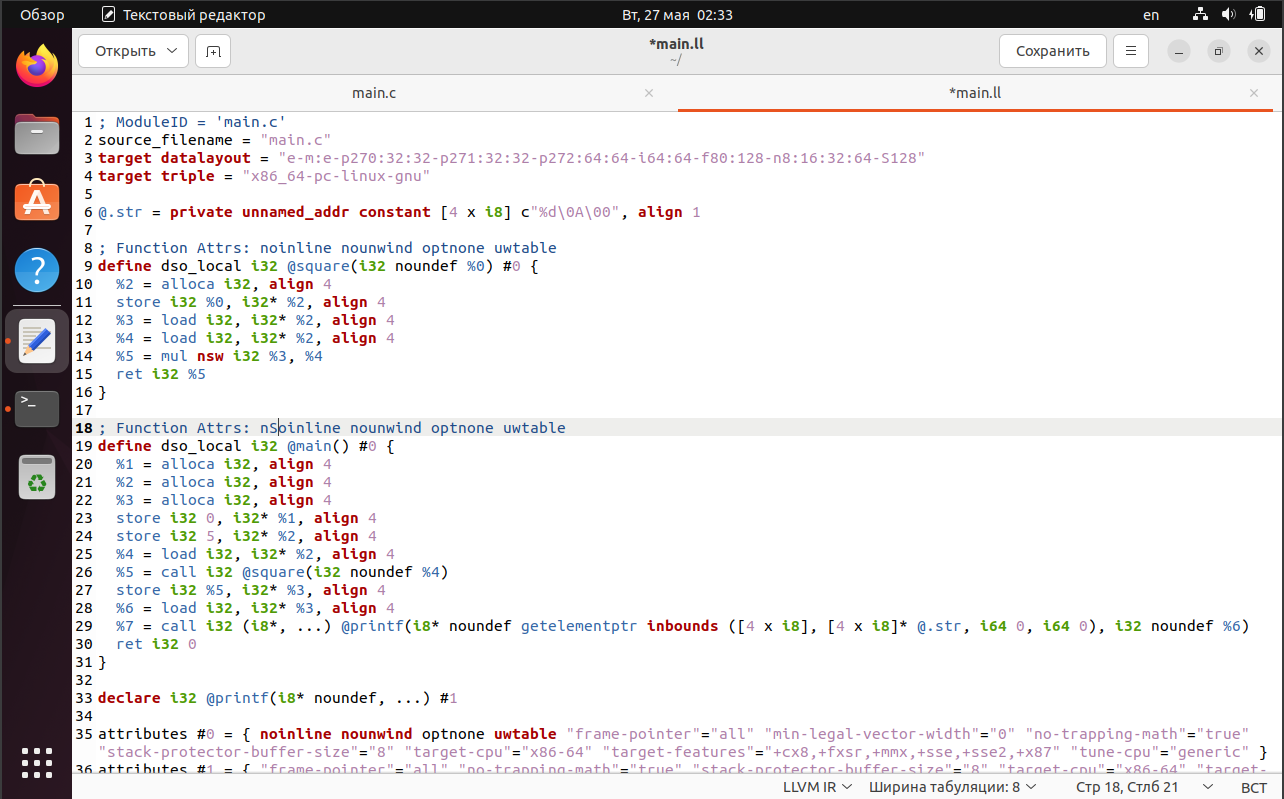 Обзор Текстовый редактор Вт, 27 мая 02:33 en
Открыть *main.ll Сохранить
~/
main.c *main.ll
1 ; ModuleID = 'main.c'
2 source_filename = "main.c"
3 target datalayout = "e-m:e-p270:32:32-p271:32:32-p272:64:64-i64:64-f80:128-n8:16:32:64-S128"
4 target triple = "x86_64-pc-linux-gnu"
5
6 @.str = private unnamed_addr constant [4 x i8] c"%d\0A\00", align 1
7
8 ; Function Attrs: noinline nounwind optnone uwtable
9 define dso_local i32 @square(i32 noundef %0) #0 {
10   %2 = alloca i32, align 4
11   store i32 %0, i32* %2, align 4
12   %3 = load i32, i32* %2, align 4
13   %4 = load i32, i32* %2, align 4
14   %5 = mul nsw i32 %3, %4
15   ret i32 %5
16 }
17
18 ; Function Attrs: nSoinline nounwind optnone uwtable
19 define dso_local i32 @main() #0 {
20   %1 = alloca i32, align 4
21   %2 = alloca i32, align 4
22   %3 = alloca i32, align 4
23   store i32 0, i32* %1, align 4
24   store i32 5, i32* %2, align 4
25   %4 = load i32, i32* %2, align 4
26   %5 = call i32 @square(i32 noundef %4)
27   store i32 %5, i32* %3, align 4
28   %6 = load i32, i32* %3, align 4
29   %7 = call i32 (i8*, ...) @printf(i8* noundef getelementptr inbounds ([4 x i8], [4 x i8]* @.str, i64 0, i64 0), i32 noundef %6)
30   ret i32 0
31 }
32
33 declare i32 @printf(i8* noundef, ...) #1
34
35 attributes #0 = { noinline nounwind optnone uwtable "frame-pointer"="all" "min-legal-vector-width"="0" "no-trapping-math"="true"
"stack-protector-buffer-size"="8" "target-cpu"="x86-64" "target-features"="+cx8,+fxsr,+mmx,+sse,+sse2,+x87" "tune-cpu"="generic" }
36 attributes #1 = { "frame-pointer"="all" "no-trapping-math"="true" "stack-protector-buffer-size"="8" "target-cpu"="x86-64" "target-
LLVM IR Ширина табуляции: 8 Стр 18, Стлб 21 ВСТ